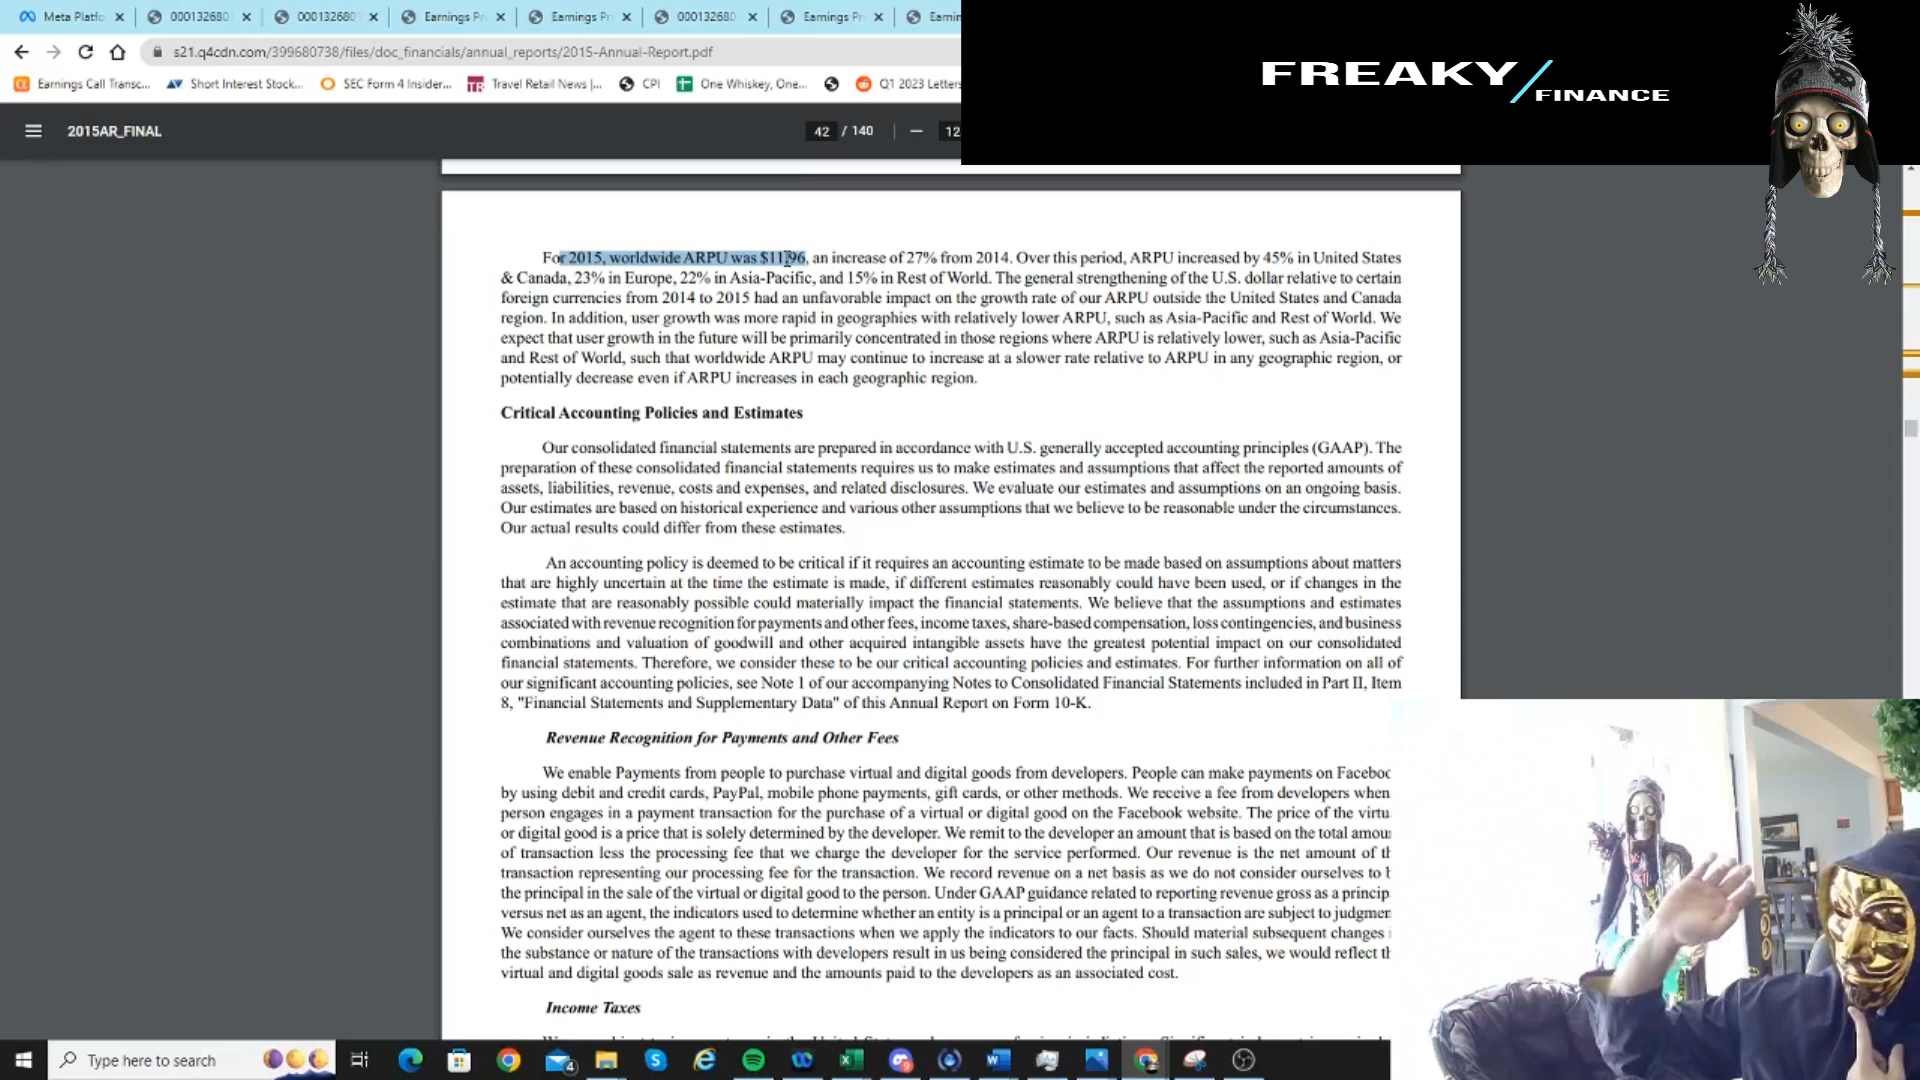 Meta Platfo
000132680
000132680
Earnings Pr
Earnings Pr
000132680
Earnings Pr
Earnin
s21.q4cdn.com/399680738/files/doc_financials/annual_reports/2015-Annual-Report.pdf
Earnings Call Transc...
Short Interest Stock...
SEC Form 4 Insider...
Travel Retail News |...
CPI
One Whiskey, One...
Q1 2023 Letters
FREAKY/
FINANCE
2015AR_FINAL
42 / 140
12
For 2015, worldwide ARPU was $11.96, an increase of 27% from 2014. Over this period, ARPU increased by 45% in United States
& Canada, 23% in Europe, 22% in Asia-Pacific, and 15% in Rest of World. The general strengthening of the U.S. dollar relative to certain
foreign currencies from 2014 to 2015 had an unfavorable impact on the growth rate of our ARPU outside the United States and Canada
region. In addition, user growth was more rapid in geographies with relatively lower ARPU, such as Asia-Pacific and Rest of World. We
expect that user growth in the future will be primarily concentrated in those regions where ARPU is relatively lower, such as Asia-Pacific
and Rest of World, such that worldwide ARPU may continue to increase at a slower rate relative to ARPU in any geographic region, or
potentially decrease even if ARPU increases in each geographic region.
Critical Accounting Policies and Estimates
Our consolidated financial statements are prepared in accordance with U.S. generally accepted accounting principles (GAAP). The
preparation of these consolidated financial statements requires us to make estimates and assumptions that affect the reported amounts of
assets, liabilities, revenue, costs and expenses, and related disclosures. We evaluate our estimates and assumptions on an ongoing basis.
Our estimates are based on historical experience and various other assumptions that we believe to be reasonable under the circumstances.
Our actual results could differ from these estimates.
An accounting policy is deemed to be critical if it requires an accounting estimate to be made based on assumptions about matters
that are highly uncertain at the time the estimate is made, if different estimates reasonably could have been used, or if changes in the
estimate that are reasonably possible could materially impact the financial statements. We believe that the assumptions and estimates
associated with revenue recognition for payments and other fees, income taxes, share-based compensation, loss contingencies, and business
combinations and valuation of goodwill and other acquired intangible assets have the greatest potential impact on our consolidated
financial statements. Therefore, we consider these to be our critical accounting policies and estimates. For further information on all of
our significant accounting policies, see Note 1 of our accompanying Notes to Consolidated Financial Statements included in Part II, Item
8, "Financial Statements and Supplementary Data" of this Annual Report on Form 10-K.
Revenue Recognition for Payments and Other Fees
We enable Payments from people to purchase virtual and digital goods from developers. People can make payments on Faceboo
by using debit and credit cards, PayPal, mobile phone payments, gift cards, or other methods. We receive a fee from developers when
person engages in a payment transaction for the purchase of a virtual or digital good on the Facebook website. The price of the virtu
or digital good is a price that is solely determined by the developer. We remit to the developer an amount that is based on the total amou
of transaction less the processing fee that we charge the developer for the service performed. Our revenue is the net amount of th
transaction representing our processing fee for the transaction. We record revenue on a net basis as we do not consider ourselves to b
the principal in the sale of the virtual or digital good to the person. Under GAAP guidance related to reporting revenue gross as a princip
versus net as an agent, the indicators used to determine whether an entity is a principal or an agent to a transaction are subject to judgmen
We consider ourselves the agent to these transactions when we apply the indicators to our facts. Should material subsequent changes i
the substance or nature of the transactions with developers result in us being considered the principal in such sales, we would reflect th
virtual and digital goods sale as revenue and the amounts paid to the developers as an associated cost.
Income Taxes
Type here to search
4